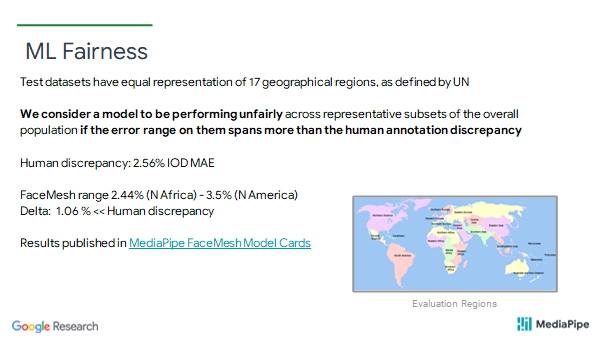 ML Fairness
Test datasets have equal representation of 17 geographical regions, as defined by UN
We consider a model to be performing unfairly across representative subsets of the overall
population if the error range on them spans more than the human annotation discrepancy
Human discrepancy: 2.56% IOD MAE
FaceMesh range 2.44% (N Africa) - 3.5% (N America)
Delta: 1.06 % << Human discrepancy
Results published in MediaPipe FaceMesh Model Cards
Evaluation Regions
Google Research
MediaPipe